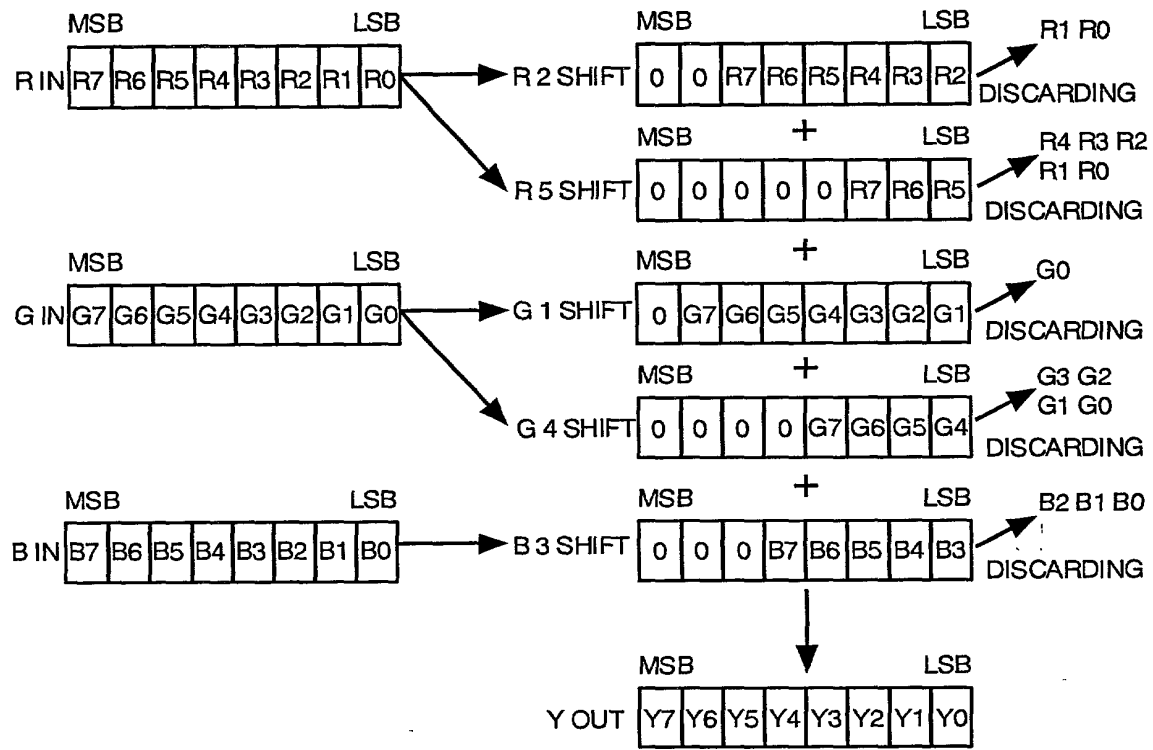 MSB LSB
R IN R7 R6 R5 R4 R3 R2 R1 R0
R 2 SHIFT
MSB LSB
0 0 R7 R6 R5 R4 R3 R2
R1 R0
DISCARDING
+
R 5 SHIFT
MSB LSB
0 0 0 0 0 R7 R6 R5
R4 R3 R2
R1 R0
DISCARDING
+
MSB LSB
G IN G7 G6 G5 G4 G3 G2 G1 G0
G 1 SHIFT
MSB LSB
0 G7 G6 G5 G4 G3 G2 G1
G0
DISCARDING
+
G 4 SHIFT
MSB LSB
0 0 0 0 G7 G6 G5 G4
G3 G2
G1 G0
DISCARDING
+
MSB LSB
B IN B7 B6 B5 B4 B3 B2 B1 B0
B 3 SHIFT
MSB LSB
0 0 0 B7 B6 B5 B4 B3
B2 B1 B0
DISCARDING
MSB LSB
Y OUT Y7 Y6 Y5 Y4 Y3 Y2 Y1 Y0